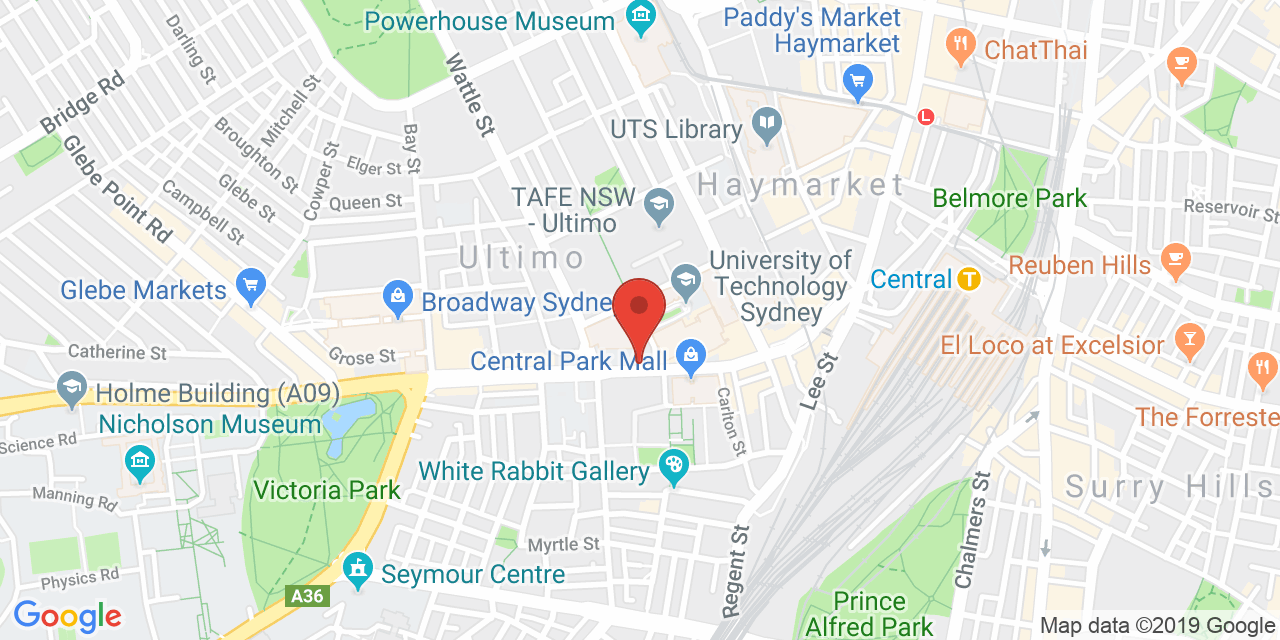 Powerhouse Museum
Paddy's Market
Haymarket
ChatThai
Darling St
Wattle St
Bridge Rd
Mitchell St
Broughton St
Bay St
UTS Library
L
Glebe Point Rd
Cowper St
Elger St
Glebe St
Campbell St
Queen St
TAFE NSW
- Ultimo
Haymarket
Belmore Park
Reservoir St
Ultimo
University of
Technology
Sydney
Central
T
Reuben Hills
Glebe Markets
Broadway Sydne
Catherine St
Grose St
Central Park Mall
El Loco at Excelsior
Lee St
Carlton St
Holme Building (A09)
Nicholson Museum
The Forreste
Science Rd
White Rabbit Gallery
Victoria Park
Manning Rd
Surry Hills
Chalmers St
Myrtle St
Regent St
Physics Rd
Seymour Centre
A36
Prince
Alfred Park
Google
Map data ©2019 Google